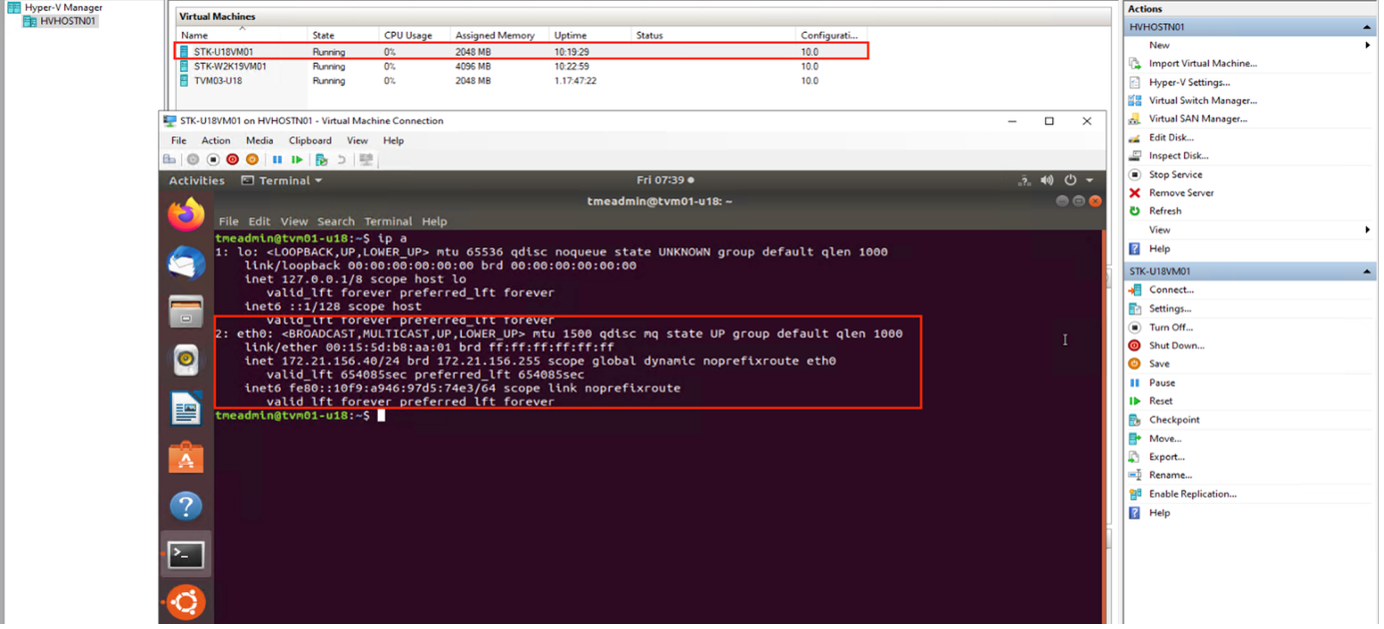 Hyper-V Manager
HVHOSTN01
Virtual Machines
Name State CPU Usage Assigned Memory Uptime Status Configurati...
STK-U18VM01 Running 0% 2048 MB 10:19:29 10.0
STK-W2K19VM01 Running 0% 4096 MB 10:22:59 10.0
TVM03-U18 Running 0% 2048 MB 1.17:47:22 10.0
STK-U18VM01 on HVHOSTN01 - Virtual Machine Connection
File Action Media Clipboard View Help
Activities Terminal Fri 07:39
tmeadmin@tvm01-u18: ~
File Edit View Search Terminal Help
tmeadmin@tvm01-u18:~$ ip a
1: lo: <LOOPBACK,UP,LOWER_UP> mtu 65536 qdisc noqueue state UNKNOWN group default qlen 1000
link/loopback 00:00:00:00:00:00 brd 00:00:00:00:00:00
inet 127.0.0.1/8 scope host lo
valid_lft forever preferred_lft forever
inet6 ::1/128 scope host
valid_lft forever preferred_lft forever
2: eth0: <BROADCAST,MULTICAST,UP,LOWER_UP> mtu 1500 qdisc mq state UP group default qlen 1000
link/ether 00:15:5d:b8:aa:01 brd ff:ff:ff:ff:ff:ff
inet 172.21.156.40/24 brd 172.21.156.255 scope global dynamic noprefixroute eth0
valid_lft 654085sec preferred_lft 654085sec
inet6 fe80::10f9:a946:97d5:74e3/64 scope link noprefixroute
valid_lft forever preferred_lft forever
tmeadmin@tvm01-u18:~$
Actions
HVHOSTN01
New
Import Virtual Machine...
Hyper-V Settings...
Virtual Switch Manager...
Virtual SAN Manager...
Edit Disk...
Inspect Disk...
Stop Service
Remove Server
Refresh
View
Help
STK-U18VM01
Connect...
Settings...
Turn Off...
Shut Down...
Save
Pause
Reset
Checkpoint
Move...
Export...
Rename...
Enable Replication...
Help